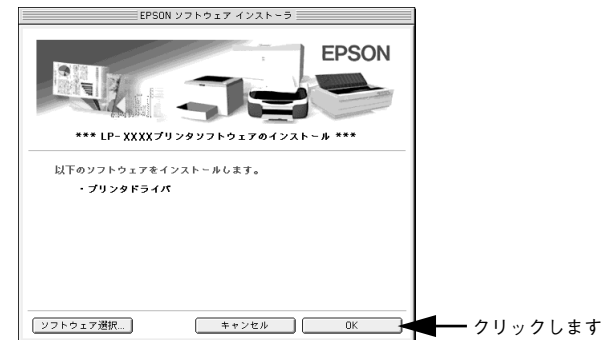 EPSON ソフトウェア インストーラ
EPSON
*** LP-XXXXプリンタソフトウェアのインストール ***
以下のソフトウェアをインストールします。
・プリンタドライバ
ソフトウェア選択... キャンセル OK
クリックします